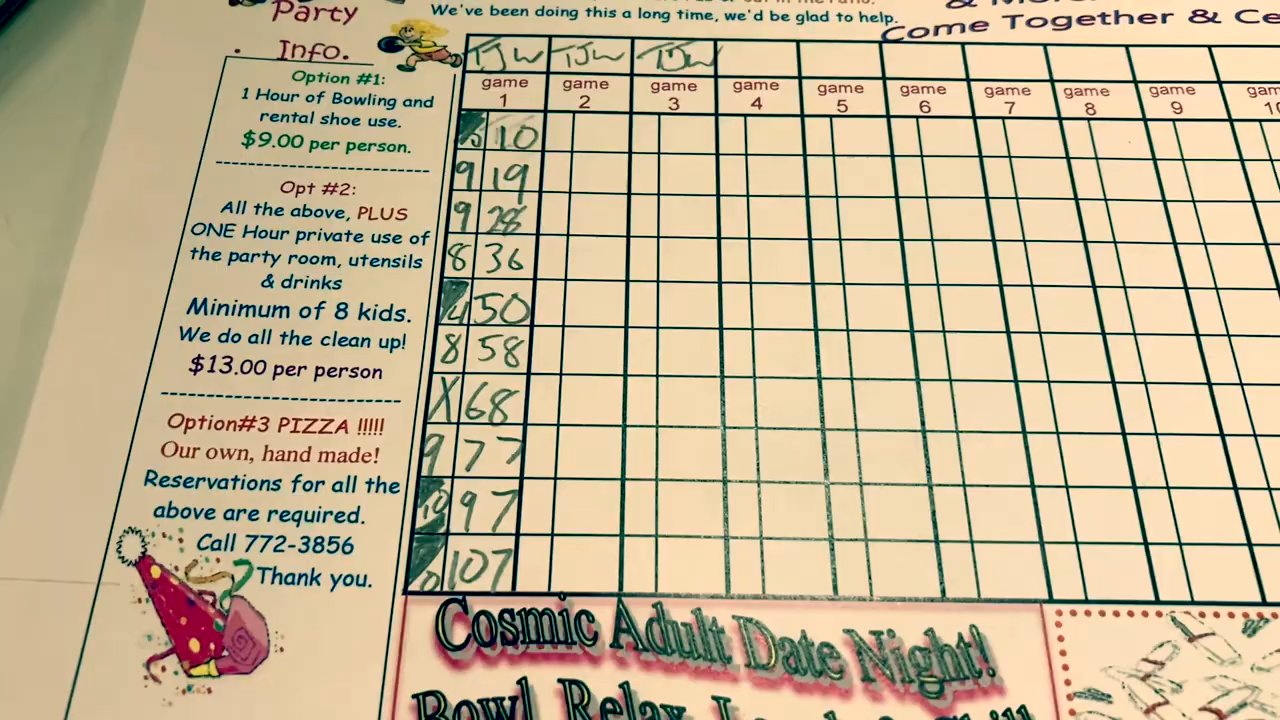 Party
Info.
Option #1:
1 Hour of Bowling and
rental shoe use.
$9.00 per person.
Opt #2:
All the above, PLUS
ONE Hour private use of
the party room, utensils
& drinks
Minimum of 8 kids.
We do all the clean up!
$13.00 per person
Option#3 PIZZA !!!!!
Our own, hand made!
Reservations for all the
above are required.
Call 772-3856
Thank you.
We've been doing this a long time, we'd be glad to help.
Come Together & Ce
TJW TJW TJW
game 1 game 2 game 3 game 4 game 5 game 6 game 7 game 8 game 9 gam 10
10
9 19
9 28
8 36
4 50
8 58
X 68
9 77
10 97
0 107
Cosmic Adult Date Night!
Bowl Relax